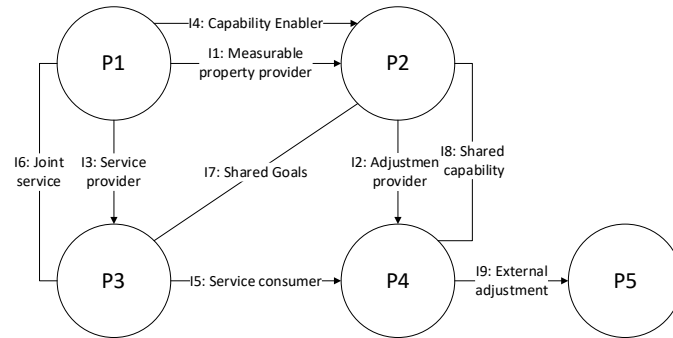 I4: Capability Enabler
P1
I1: Measurable
property provider
P2
I6: Joint
service
I3: Service
provider
I7: Shared Goals
I2: Adjustmen
provider
I8: Shared
capability
P3
I5: Service consumer
P4
I9: External
adjustment
P5